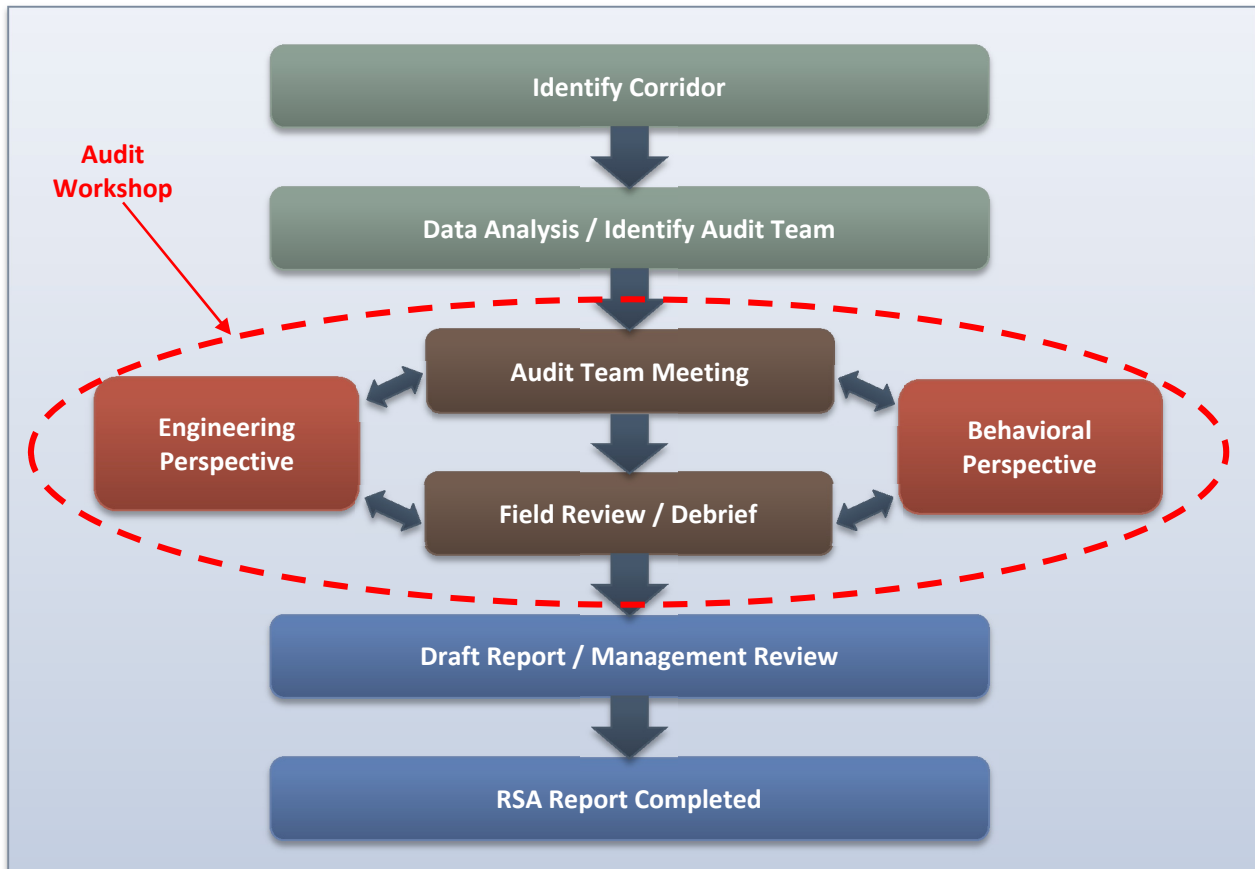 Identify Corridor
Audit
Workshop
Data Analysis / Identify Audit Team
Audit Team Meeting
Engineering
Perspective
Behavioral
Perspective
Field Review / Debrief
Draft Report / Management Review
RSA Report Completed